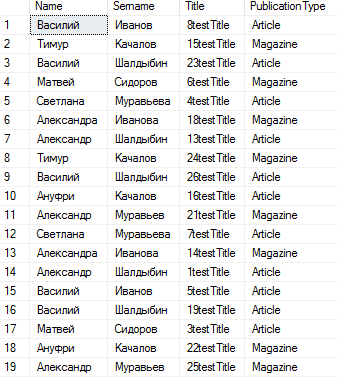 Name Sername Title PublicationType
1 Василий Иванов 8testTitle Article
2 Тимур Качалов 15testTitle Magazine
3 Василий Шалдыбин 23testTitle Article
4 Матвей Сидоров 6testTitle Magazine
5 Светлана Муравьева 4testTitle Article
6 Александра Иванова 18testTitle Magazine
7 Александр Шалдыбин 13testTitle Article
8 Тимур Качалов 24testTitle Magazine
9 Василий Шалдыбин 26testTitle Article
10 Ануфри Качалов 16testTitle Article
11 Александр Муравьев 21testTitle Magazine
12 Светлана Муравьева 7testTitle Article
13 Александра Иванова 14testTitle Magazine
14 Александр Шалдыбин 1testTitle Article
15 Василий Иванов 5testTitle Article
16 Василий Шалдыбин 19testTitle Article
17 Матвей Сидоров 3testTitle Article
18 Ануфри Качалов 22testTitle Magazine
19 Александр Муравьев 25testTitle Magazine